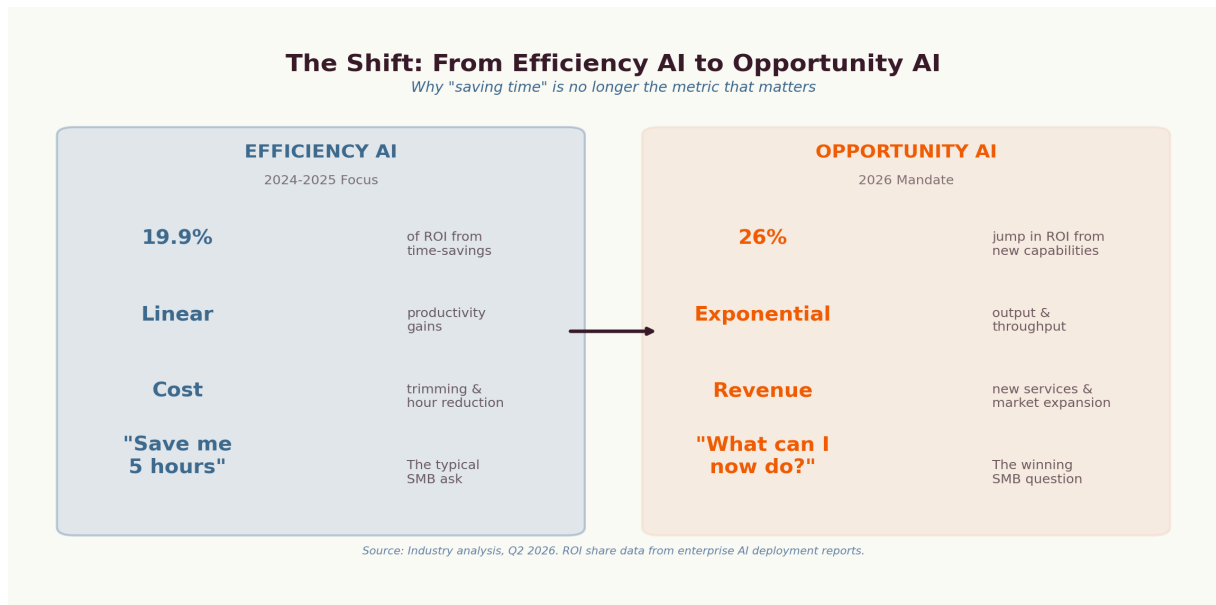 The Shift: From Efficiency AI to Opportunity AI
Why "saving time" is no longer the metric that matters
EFFICIENCY AI
2024-2025 Focus
19.9%
of ROI from
time-savings
Linear
productivity
gains
Cost
trimming &
hour reduction
"Save me
5 hours"
The typical
SMB ask
OPPORTUNITY AI
2026 Mandate
26%
jump in ROI from
new capabilities
Exponential
output &
throughput
Revenue
new services &
market expansion
"What can I
now do?"
The winning
SMB question
Source: Industry analysis, Q2 2026. ROI share data from enterprise AI deployment reports.